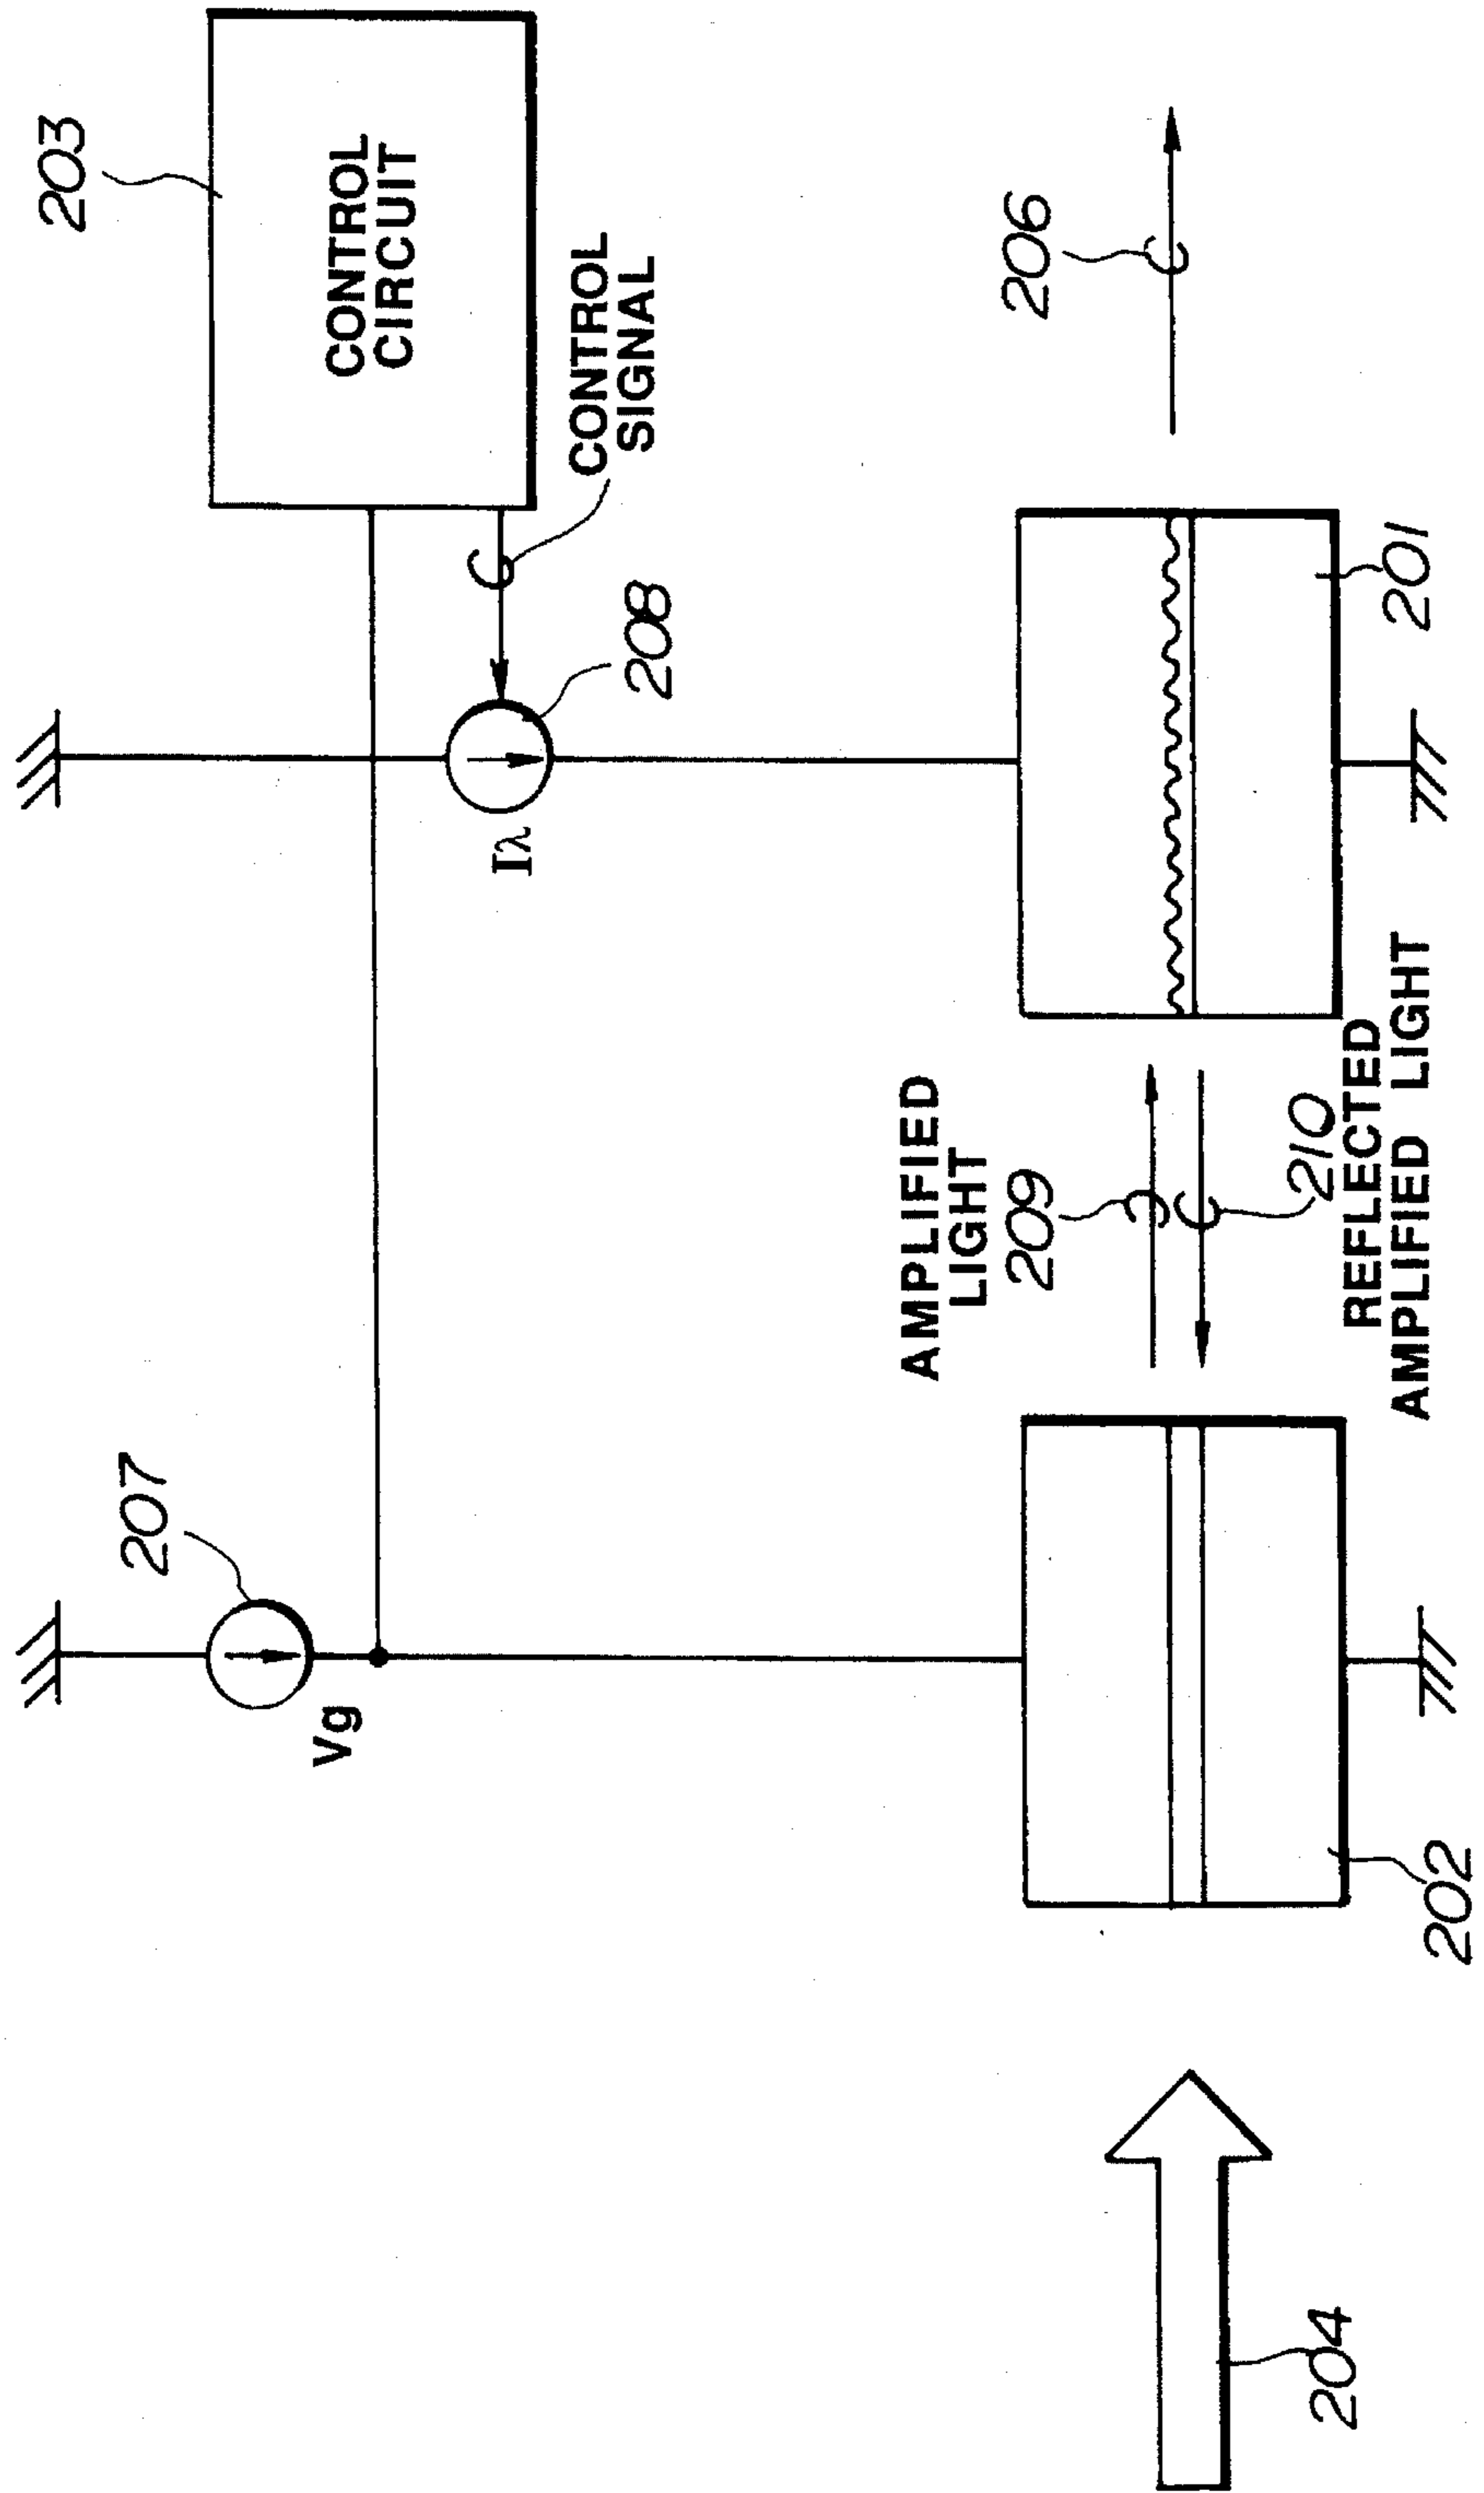 203
CONTROL
CIRCUIT
CONTROL
SIGNAL
207
Vg
208
Iλ
206
AMPLIFIED
LIGHT
209
210
REFLECTED
AMPLIFIED LIGHT
201
202
204